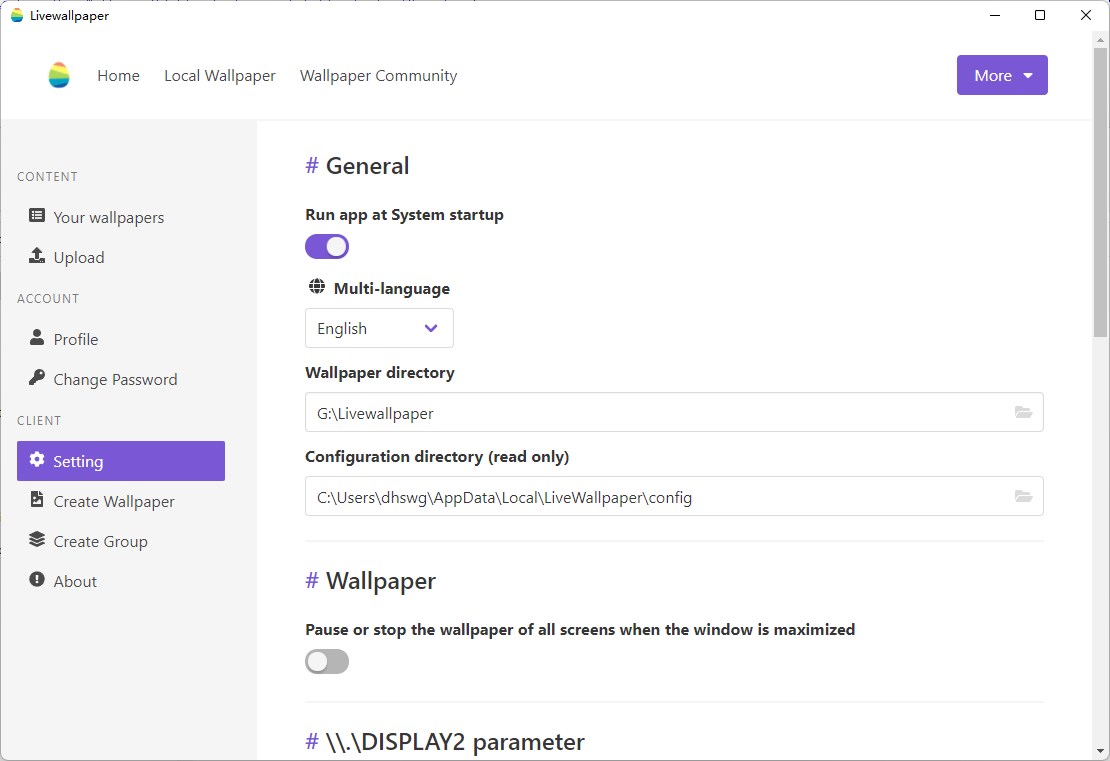 Livewallpaper
Home Local Wallpaper Wallpaper Community More
CONTENT
Your wallpapers
Upload
ACCOUNT
Profile
Change Password
CLIENT
Setting
Create Wallpaper
Create Group
About
# General
Run app at System startup
Multi-language
English
Wallpaper directory
G:\Livewallpaper
Configuration directory (read only)
C:\Users\dhswg\AppData\Local\LiveWallpaper\config
# Wallpaper
Pause or stop the wallpaper of all screens when the window is maximized
# \\.\DISPLAY2 parameter